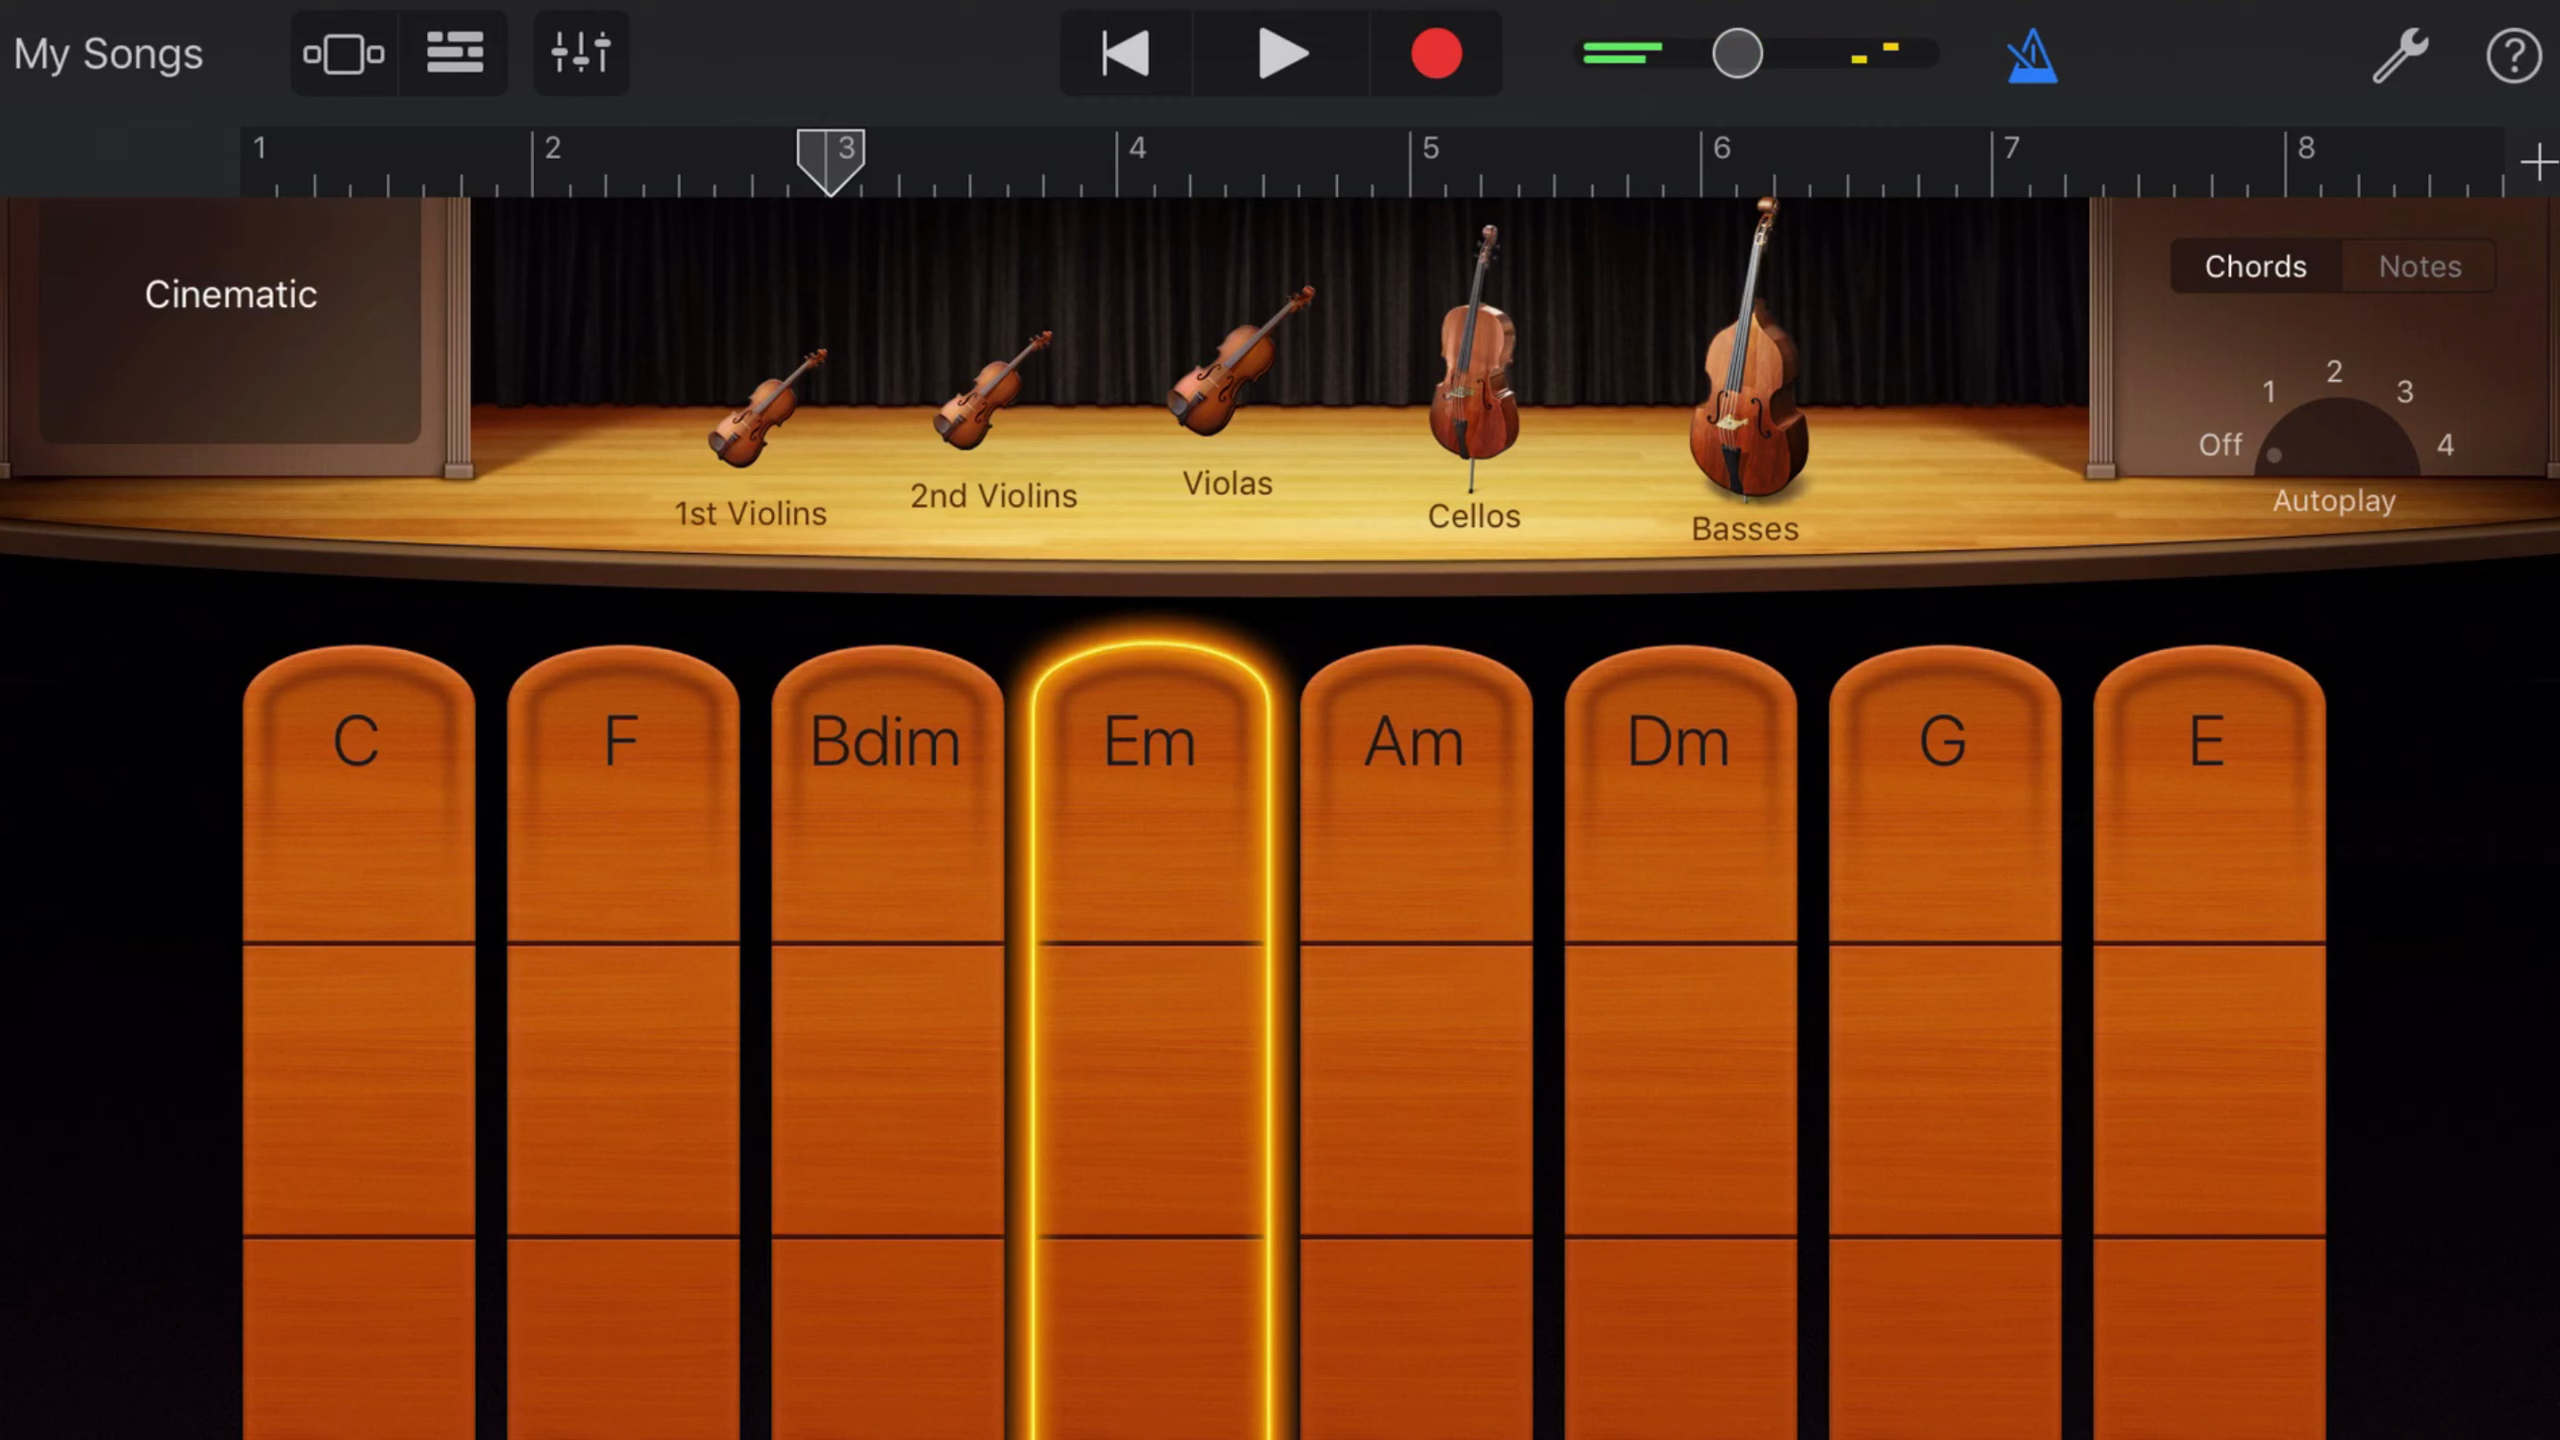 My Songs
?
1 2 3 4 5 6 7 8
Cinematic
1st Violins
2nd Violins
Violas
Cellos
Basses
Chords Notes
Off 1 2 3 4
Autoplay
C F Bdim Em Am Dm G E